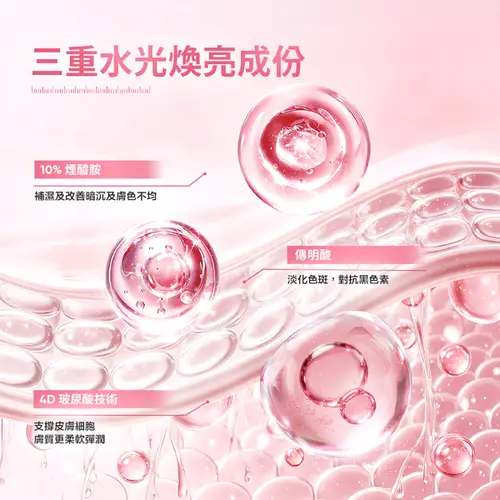 三重水光煥亮成份
10% 煙醯胺
補濕及改善暗沉及膚色不均
傳明酸
淡化色斑，對抗黑色素
4D 玻尿酸技術
支撐皮膚細胞
膚質更柔軟彈潤